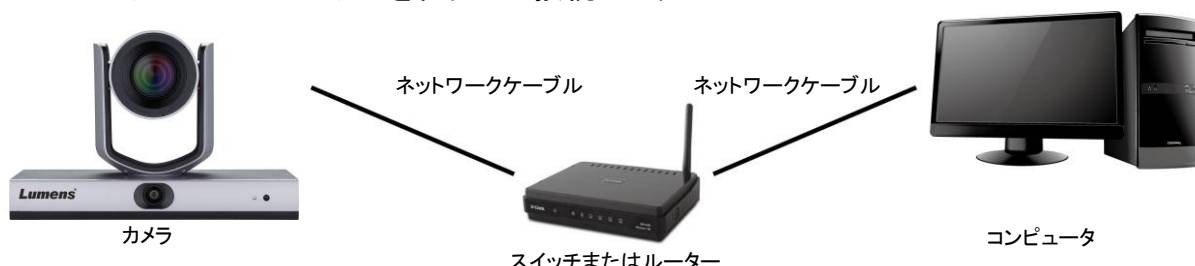 ネットワークケーブル
ネットワークケーブル
Lumens
カメラ
コンピュータ
スイッチまたはルーター